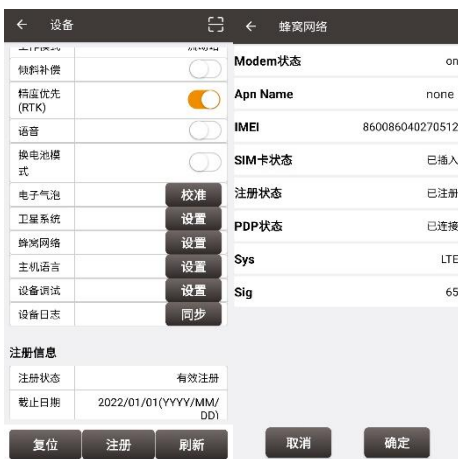 设备
倾斜补偿
精度优先
(RTK)
语音
换电池模
式
电子气泡
校准
卫星系统
设置
蜂窝网络
设置
主机语言
设置
设备调试
设置
设备日志
同步
注册信息
注册状态
有效注册
截止日期
2022/01/01(YYYY/MM/
DD)
复位
注册
刷新
蜂窝网络
Modem状态
on
Apn Name
none
IMEI
860086040270512
SIM卡状态
已插入
注册状态
已注册
PDP状态
已连接
Sys
LTE
Sig
65
取消
确定